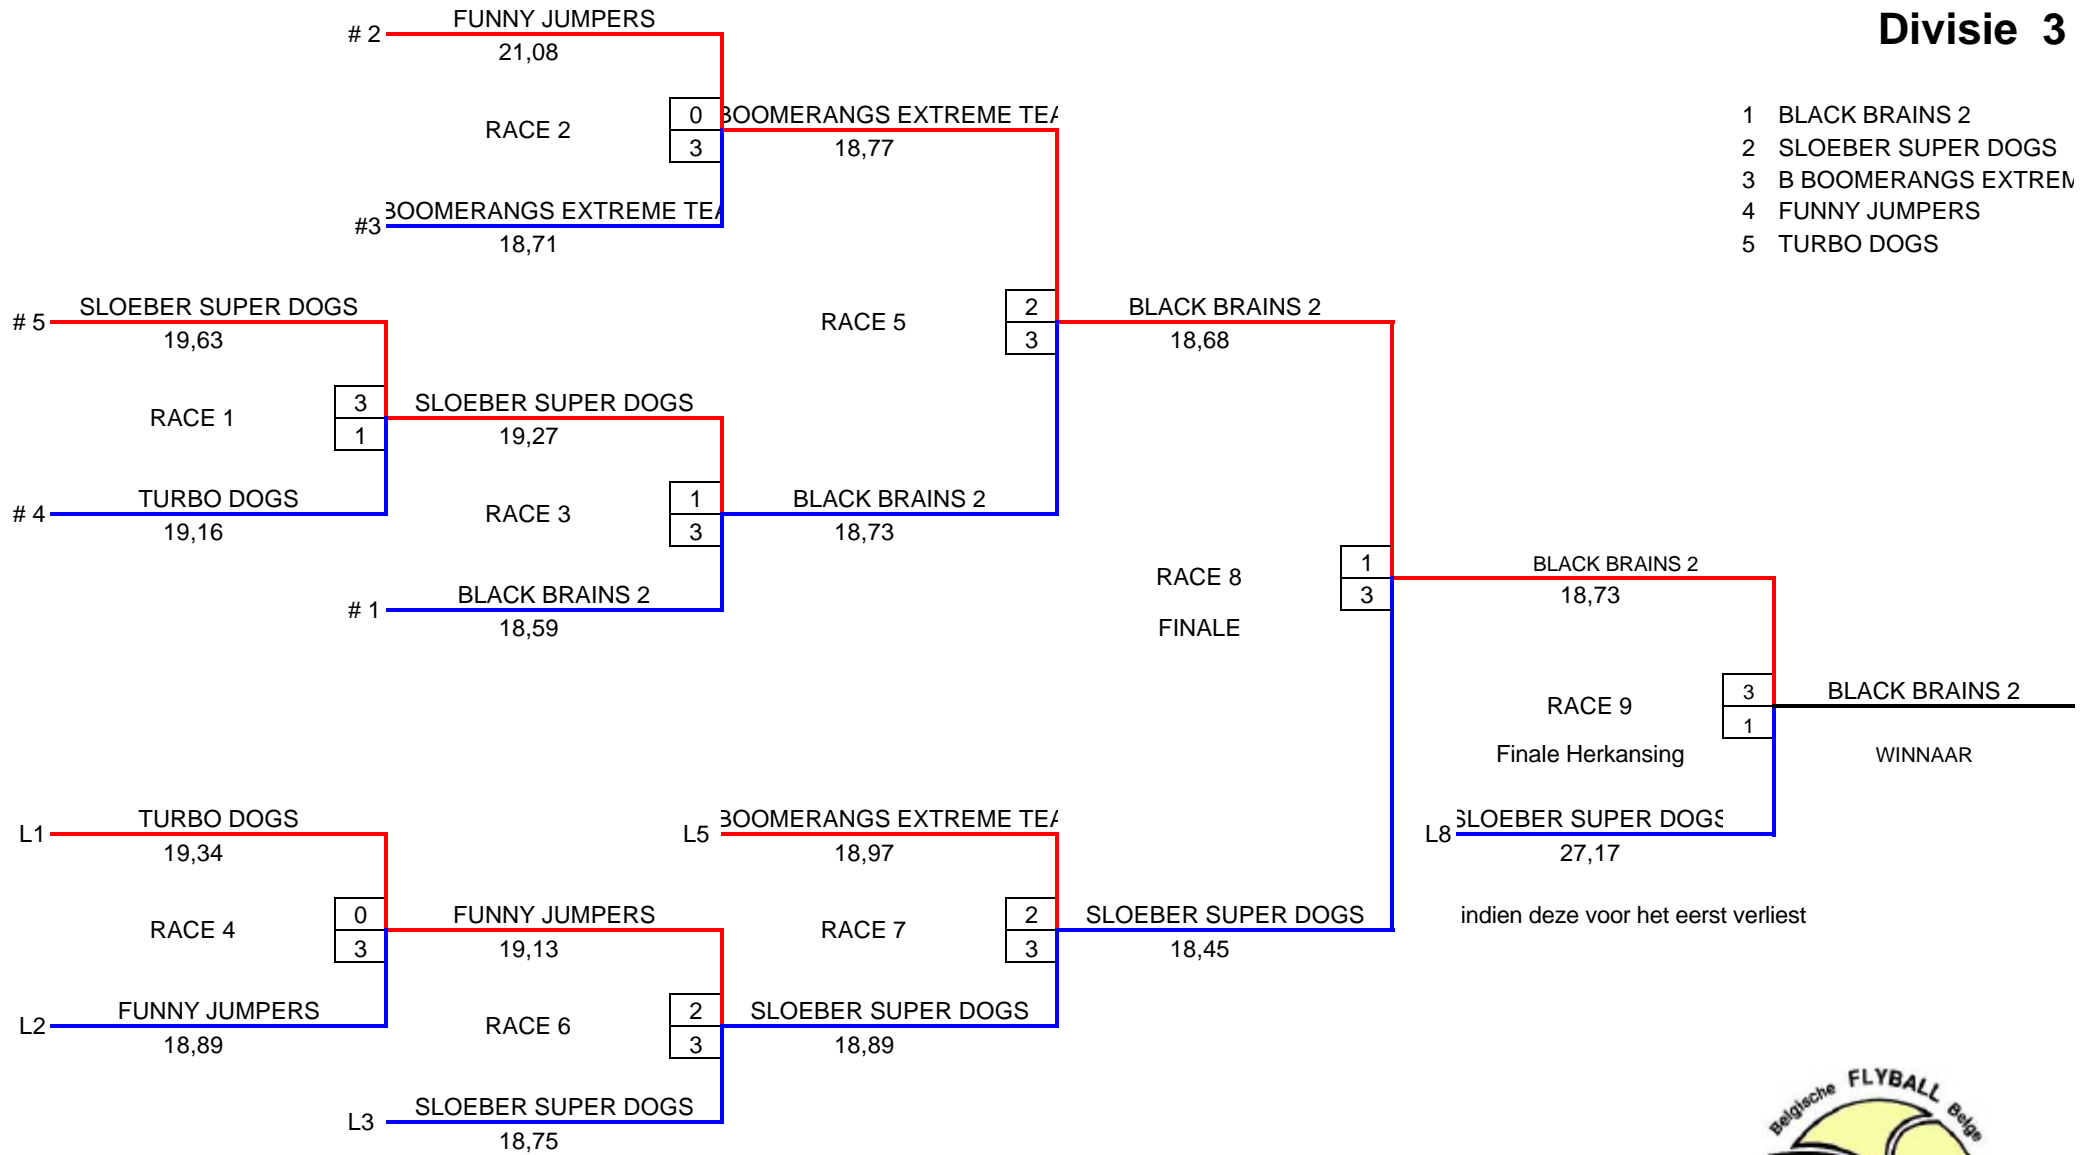 Divisie 3
1 BLACK BRAINS 2
2 SLOEBER SUPER DOGS
3 B BOOMERANGS EXTREM
4 FUNNY JUMPERS
5 TURBO DOGS
# 2 FUNNY JUMPERS
21,08
RACE 2
0
3
#3 BOOMERANGS EXTREME TEA
18,71
BOOMERANGS EXTREME TEA
18,77
# 5 SLOEBER SUPER DOGS
19,63
RACE 1
3
1
# 4 TURBO DOGS
19,16
SLOEBER SUPER DOGS
19,27
RACE 3
1
3
# 1 BLACK BRAINS 2
18,59
BLACK BRAINS 2
18,73
RACE 5
2
3
BLACK BRAINS 2
18,68
RACE 8
FINALE
1
3
BLACK BRAINS 2
18,73
RACE 9
Finale Herkansing
3
1
BLACK BRAINS 2
WINNAAR
L8 SLOEBER SUPER DOGS
27,17
indien deze voor het eerst verliest
L1 TURBO DOGS
19,34
RACE 4
0
3
L2 FUNNY JUMPERS
18,89
FUNNY JUMPERS
19,13
RACE 6
2
3
L3 SLOEBER SUPER DOGS
18,75
L5 BOOMERANGS EXTREME TEA
18,97
RACE 7
2
3
SLOEBER SUPER DOGS
18,89
SLOEBER SUPER DOGS
18,45
Belgische FLYBALL Belge